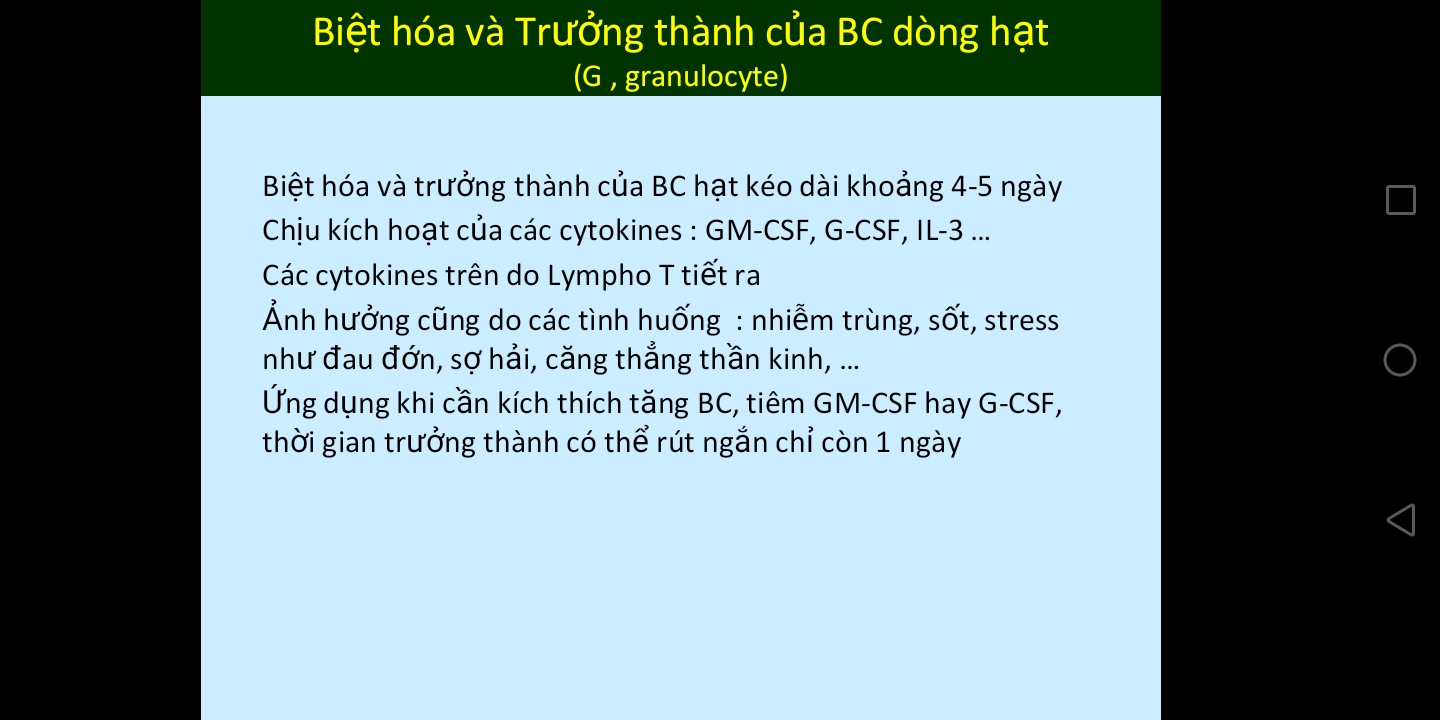 Biệt hóa và Trưởng thành của BC dòng hạt
(G , granulocyte)
Biệt hóa và trưởng thành của BC hạt kéo dài khoảng 4-5 ngày
Chịu kích hoạt của các cytokines : GM-CSF, G-CSF, IL-3 ...
Các cytokines trên do Lympho T tiết ra
Ảnh hưởng cũng do các tình huống  : nhiễm trùng, sốt, stress
như đau đớn, sợ hải, căng thẳng thần kinh, ...
Ứng dụng khi cần kích thích tăng BC, tiêm GM-CSF hay G-CSF,
thời gian trưởng thành có thể rút ngắn chỉ còn 1 ngày